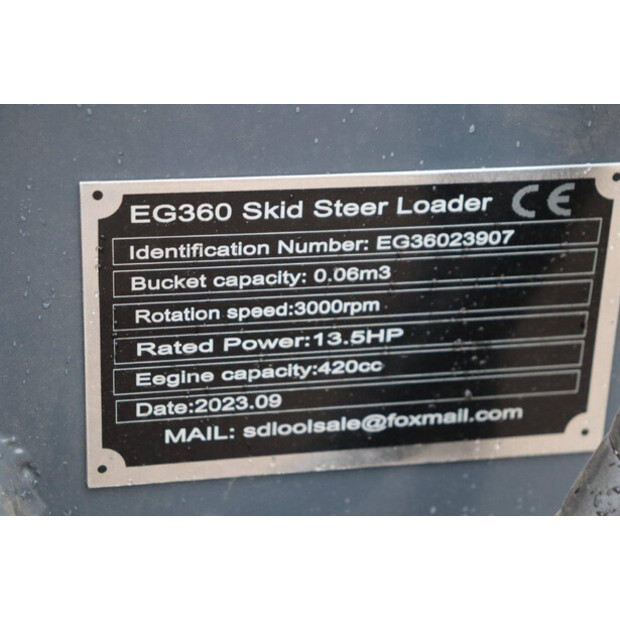 EG360 Skid Steer Loader CE
Identification Number: EG36023907
Bucket capacity: 0.06m3
Rotation speed:3000rpm
Rated Power:13.5HP
Eegine capacity:420cc
Date:2023.09
MAIL: sdloolsale@foxmail.com